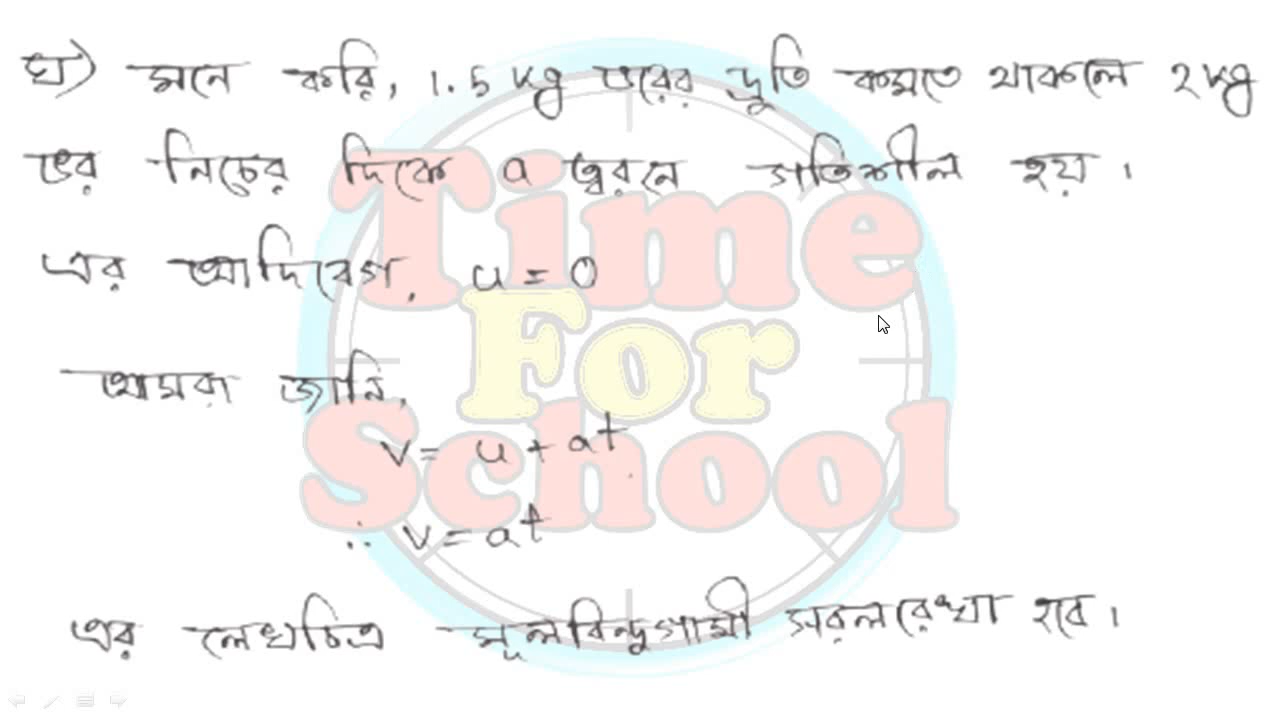 ঘ) মনে করি, 1.5 kg ভরের দ্রুতি কমতে থাকলে 2 kg
ভর নিচের দিকে a ত্বরনে গতিশীল হয়।
এর আদিবেগ, u = 0
আমরা জানি,
v = u + at
∴ v = at
এর লেখচিত্র মূলবিন্দুগামী সরলরেখা হবে।
Time
For
School